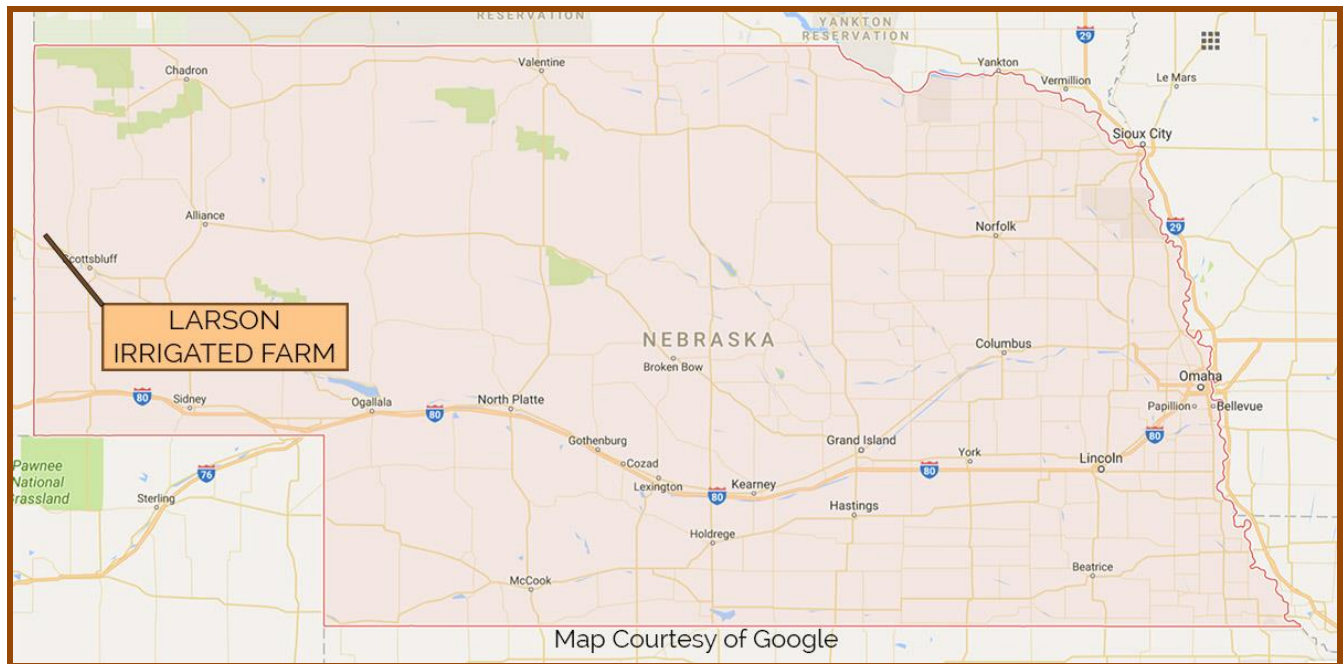 RESERVATION
YANKTON
RESERVATION
29
Chadron
Valentine
Yankton
Vermillion
Le Mars
Sioux City
Alliance
Norfolk
29
Scottsbluff
LARSON
IRRIGATED FARM
NEBRASKA
Broken Bow
Columbus
Omaha
80
Sidney
Ogallala
80
North Platte
Papillion
Bellevue
80
Gothenburg
Grand Island
York
Lincoln
Cozad
80
Pawnee
National
Grassland
76
Sterling
Lexington
80
Kearney
Hastings
Holdrege
McCook
Beatrice
Map Courtesy of Google